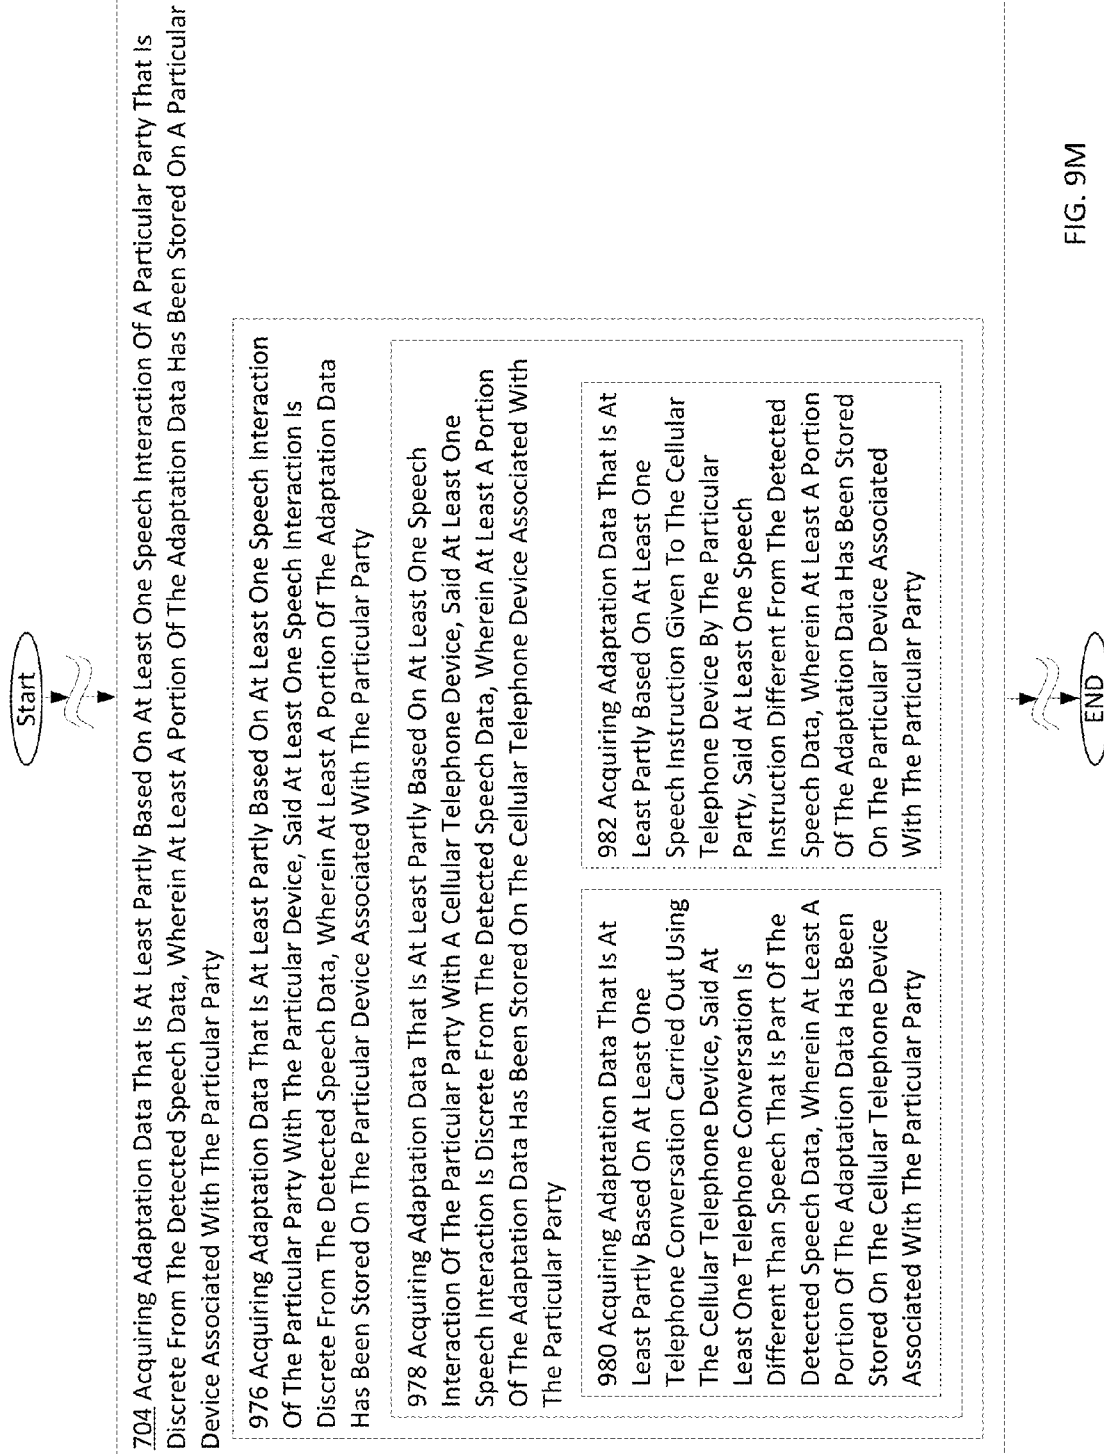 Start
704 Acquiring Adaptation Data That Is At Least Partly Based On At Least One Speech Interaction Of A Particular Party That Is
Discrete From The Detected Speech Data, Wherein At Least A Portion Of The Adaptation Data Has Been Stored On A Particular
Device Associated With The Particular Party
976 Acquiring Adaptation Data That Is At Least Partly Based On At Least One Speech Interaction
Of The Particular Party With The Particular Device, Said At Least One Speech Interaction Is
Discrete From The Detected Speech Data, Wherein At Least A Portion Of The Adaptation Data
Has Been Stored On The Particular Device Associated With The Particular Party
978 Acquiring Adaptation Data That Is At Least Partly Based On At Least One Speech
Interaction Of The Particular Party With A Cellular Telephone Device, Said At Least One
Speech Interaction Is Discrete From The Detected Speech Data, Wherein At Least A Portion
Of The Adaptation Data Has Been Stored On The Cellular Telephone Device Associated With
The Particular Party
980 Acquiring Adaptation Data That Is At
Least Partly Based On At Least One
Telephone Conversation Carried Out Using
The Cellular Telephone Device, Said At
Least One Telephone Conversation Is
Different Than Speech That Is Part Of The
Detected Speech Data, Wherein At Least A
Portion Of The Adaptation Data Has Been
Stored On The Cellular Telephone Device
Associated With The Particular Party
982 Acquiring Adaptation Data That Is At
Least Partly Based On At Least One
Speech Instruction Given To The Cellular
Telephone Device By The Particular
Party, Said At Least One Speech
Instruction Different From The Detected
Speech Data, Wherein At Least A Portion
Of The Adaptation Data Has Been Stored
On The Particular Device Associated
With The Particular Party
END
FIG. 9M